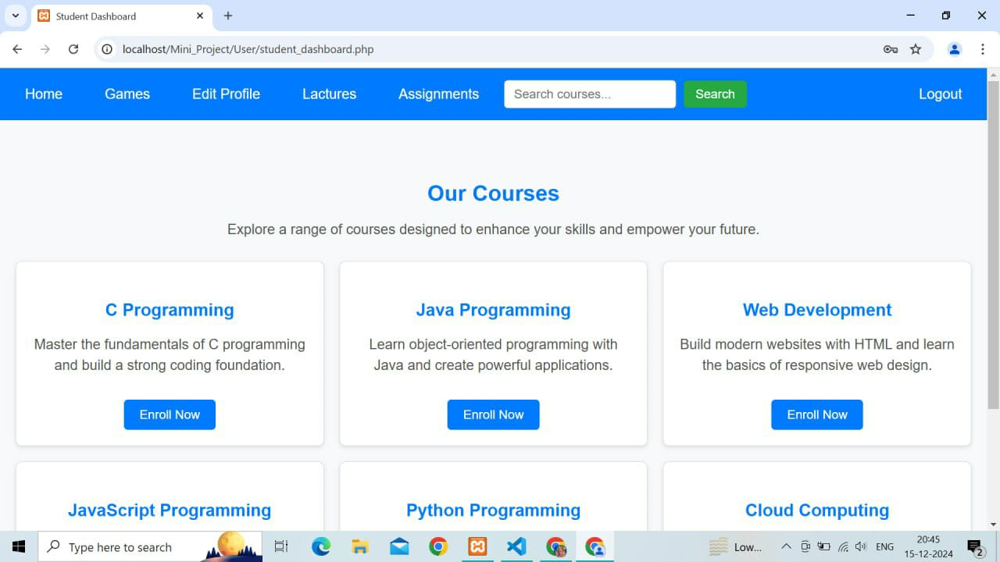 Student Dashboard
localhost/Mini_Project/User/student_dashboard.php
Home Games Edit Profile Lactures Assignments Search courses... Search Logout
Our Courses
Explore a range of courses designed to enhance your skills and empower your future.
C Programming
Master the fundamentals of C programming
and build a strong coding foundation.
Enroll Now
Java Programming
Learn object-oriented programming with
Java and create powerful applications.
Enroll Now
Web Development
Build modern websites with HTML and learn
the basics of responsive web design.
Enroll Now
JavaScript Programming
Python Programming
Cloud Computing
Type here to search
Low...
ENG
20:45
15-12-2024
2